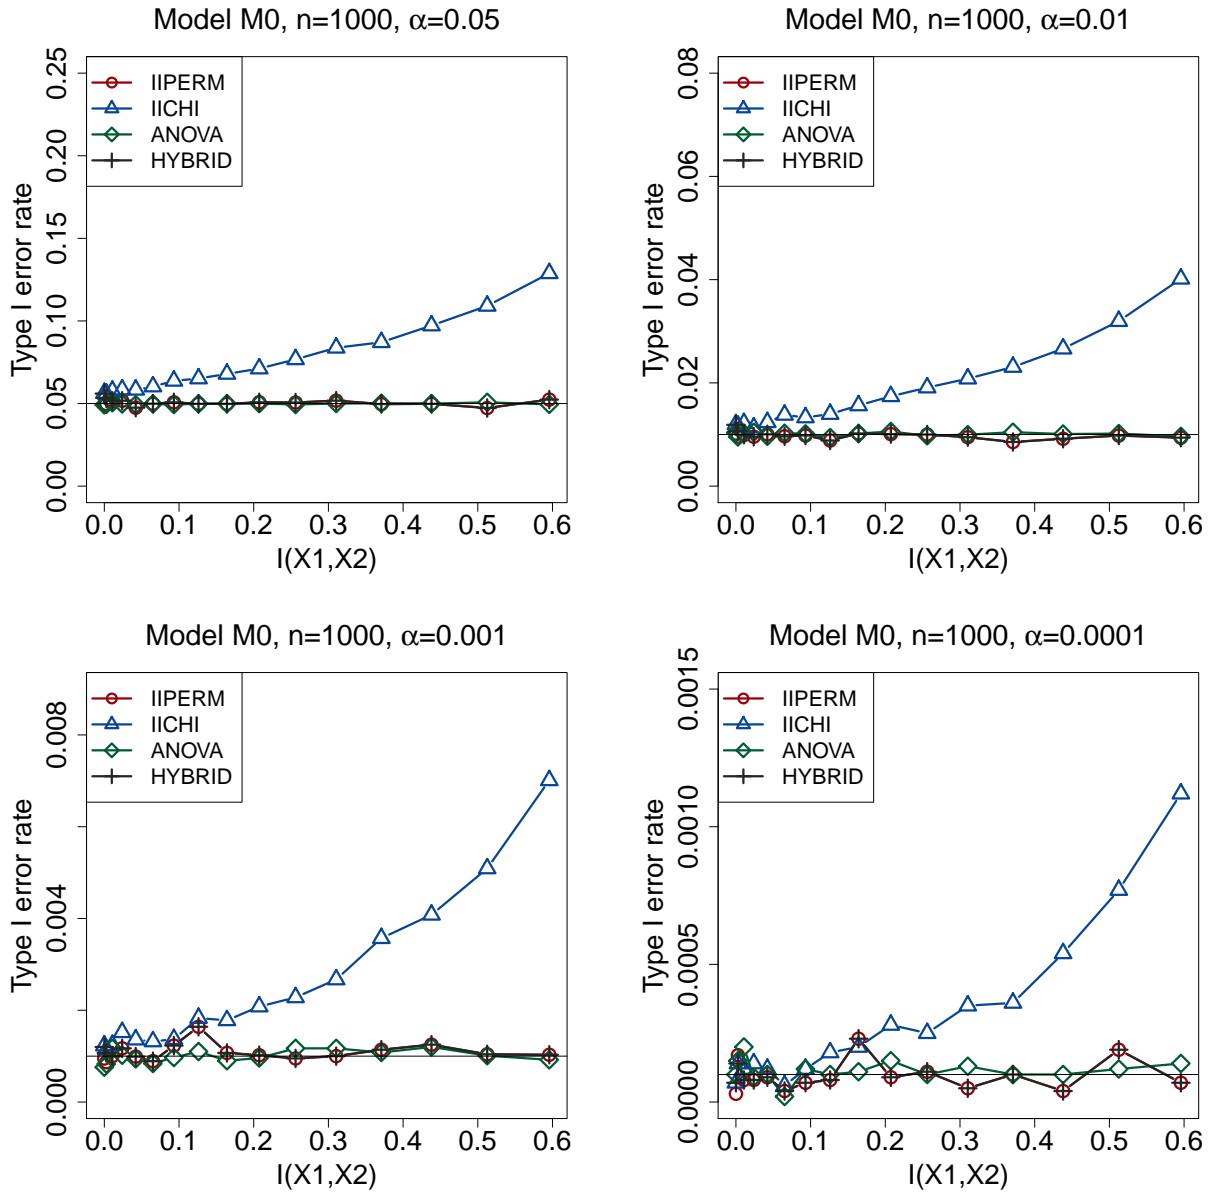 Model M0, n=1000, α=0.05
Type I error rate
0.00 0.05 0.10 0.15 0.20 0.25
IIPERM
IICHI
ANOVA
HYBRID
0.0 0.1 0.2 0.3 0.4 0.5 0.6
I(X1,X2)
Model M0, n=1000, α=0.01
Type I error rate
0.00 0.02 0.04 0.06 0.08
IIPERM
IICHI
ANOVA
HYBRID
0.0 0.1 0.2 0.3 0.4 0.5 0.6
I(X1,X2)
Model M0, n=1000, α=0.001
Type I error rate
0.000 0.004 0.008
IIPERM
IICHI
ANOVA
HYBRID
0.0 0.1 0.2 0.3 0.4 0.5 0.6
I(X1,X2)
Model M0, n=1000, α=0.0001
Type I error rate
0.0000 0.0005 0.0010 0.0015
IIPERM
IICHI
ANOVA
HYBRID
0.0 0.1 0.2 0.3 0.4 0.5 0.6
I(X1,X2)